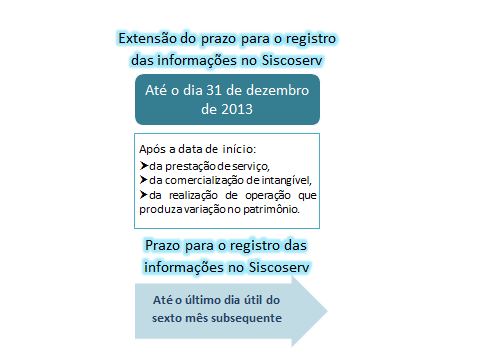 Extensão do prazo para o registro
das informações no Siscoserv
Até o dia 31 de dezembro
de 2013
Após a data de início:
➢da prestação de serviço,
➢da comercialização de intangível,
➢da realização de operação que
produza variação no patrimônio.
Prazo para o registro das
informações no Siscoserv
Até o último dia útil do
sexto mês subsequente